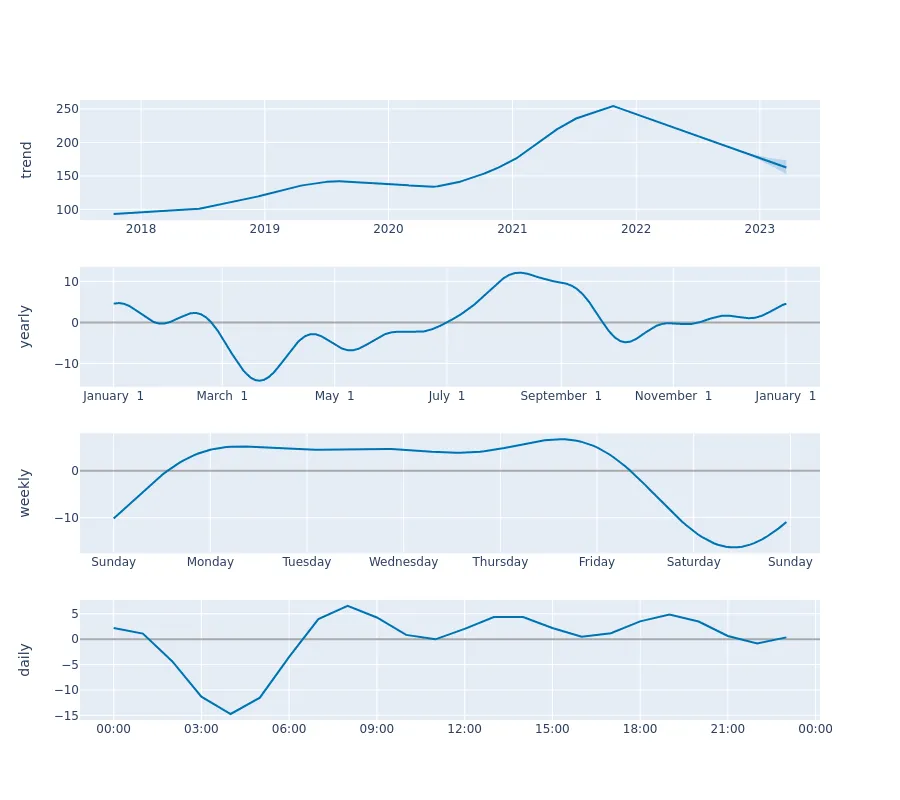 trend
250
200
150
100
2018 2019 2020 2021 2022 2023
yearly
10
0
−10
January 1 March 1 May 1 July 1 September 1 November 1 January 1
weekly
0
−10
Sunday Monday Tuesday Wednesday Thursday Friday Saturday Sunday
daily
5
0
−5
−10
−15
00:00 03:00 06:00 09:00 12:00 15:00 18:00 21:00 00:00